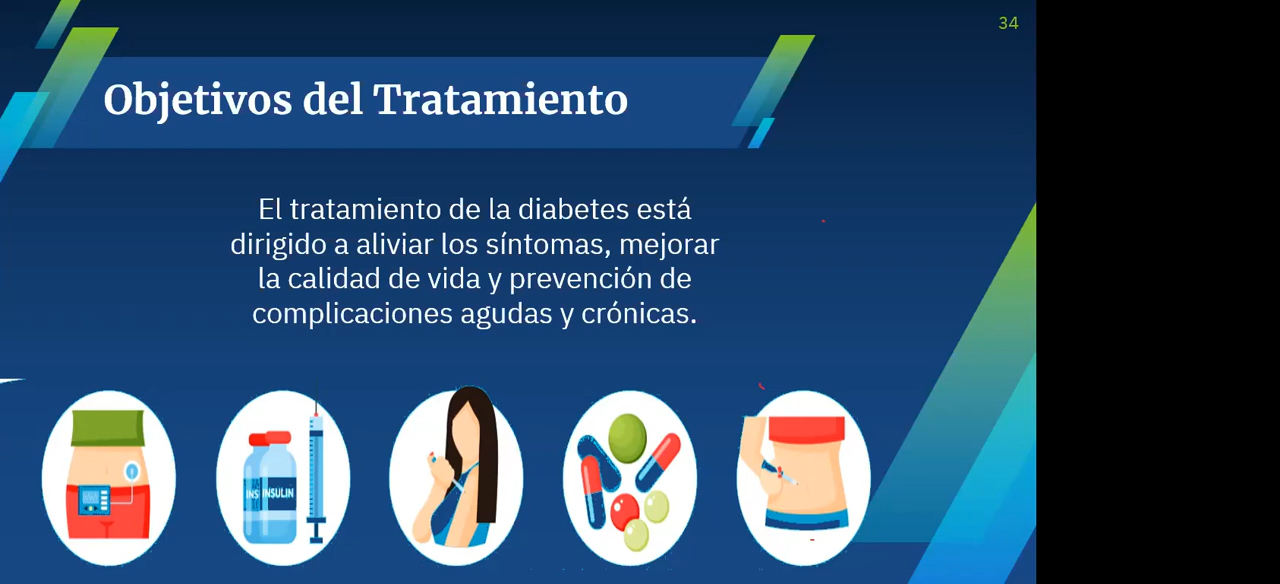 34
Objetivos del Tratamiento
El tratamiento de la diabetes está
dirigido a aliviar los síntomas, mejorar
la calidad de vida y prevención de
complicaciones agudas y crónicas.
INS INSULIN